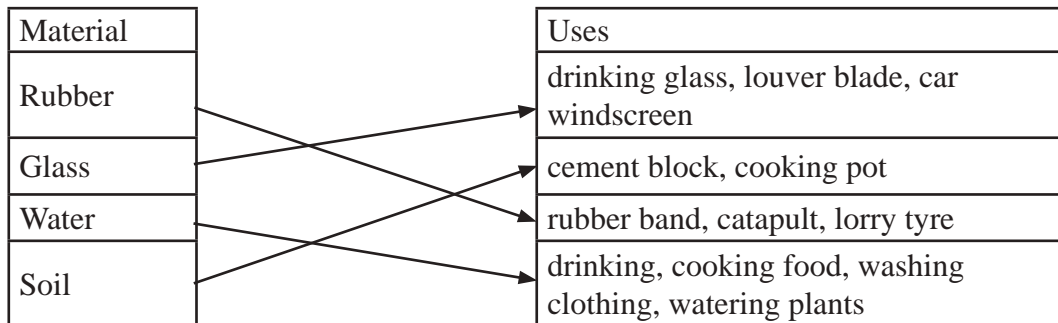 Material
Rubber
Glass
Water
Soil
Uses
drinking glass, louver blade, car
windscreen
cement block, cooking pot
rubber band, catapult, lorry tyre
drinking, cooking food, washing
clothing, watering plants